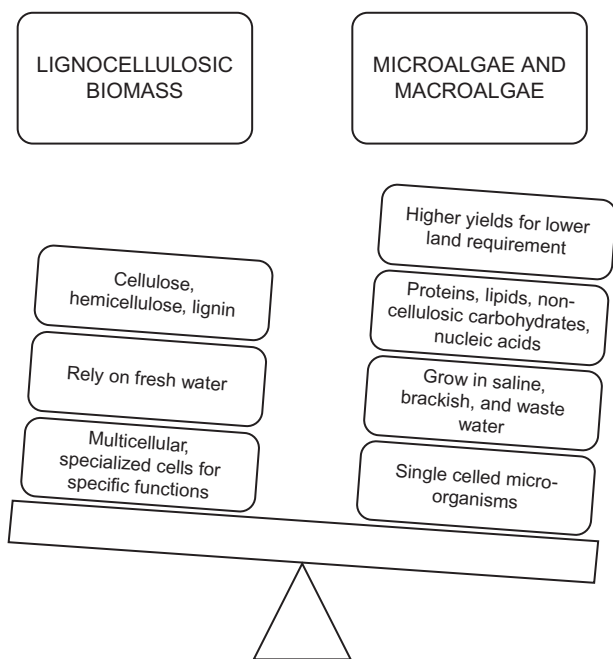 LIGNOCELLULOSIC
BIOMASS
MICROALGAE AND
MACROALGAE
Cellulose,
hemicellulose, lignin
Rely on fresh water
Multicellular,
specialized cells for
specific functions
Higher yields for lower
land requirement
Proteins, lipids, non-
cellulosic carbohydrates,
nucleic acids
Grow in saline,
brackish, and waste
water
Single celled micro-
organisms